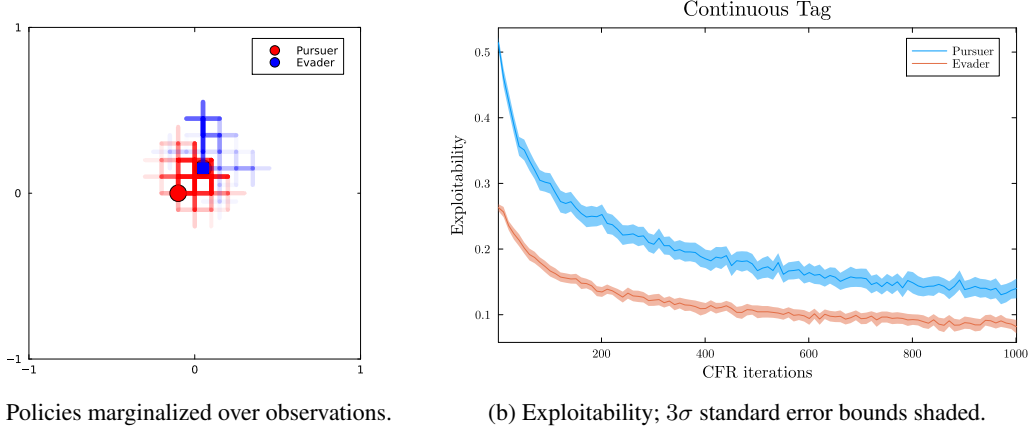 1
0
−1
−1
0
1
Pursuer
Evader
Policies marginalized over observations.
Continuous Tag
Exploitability
0.5
0.4
0.3
0.2
0.1
200
400
600
800
1000
CFR iterations
Pursuer
Evader
(b) Exploitability; 3σ standard error bounds shaded.